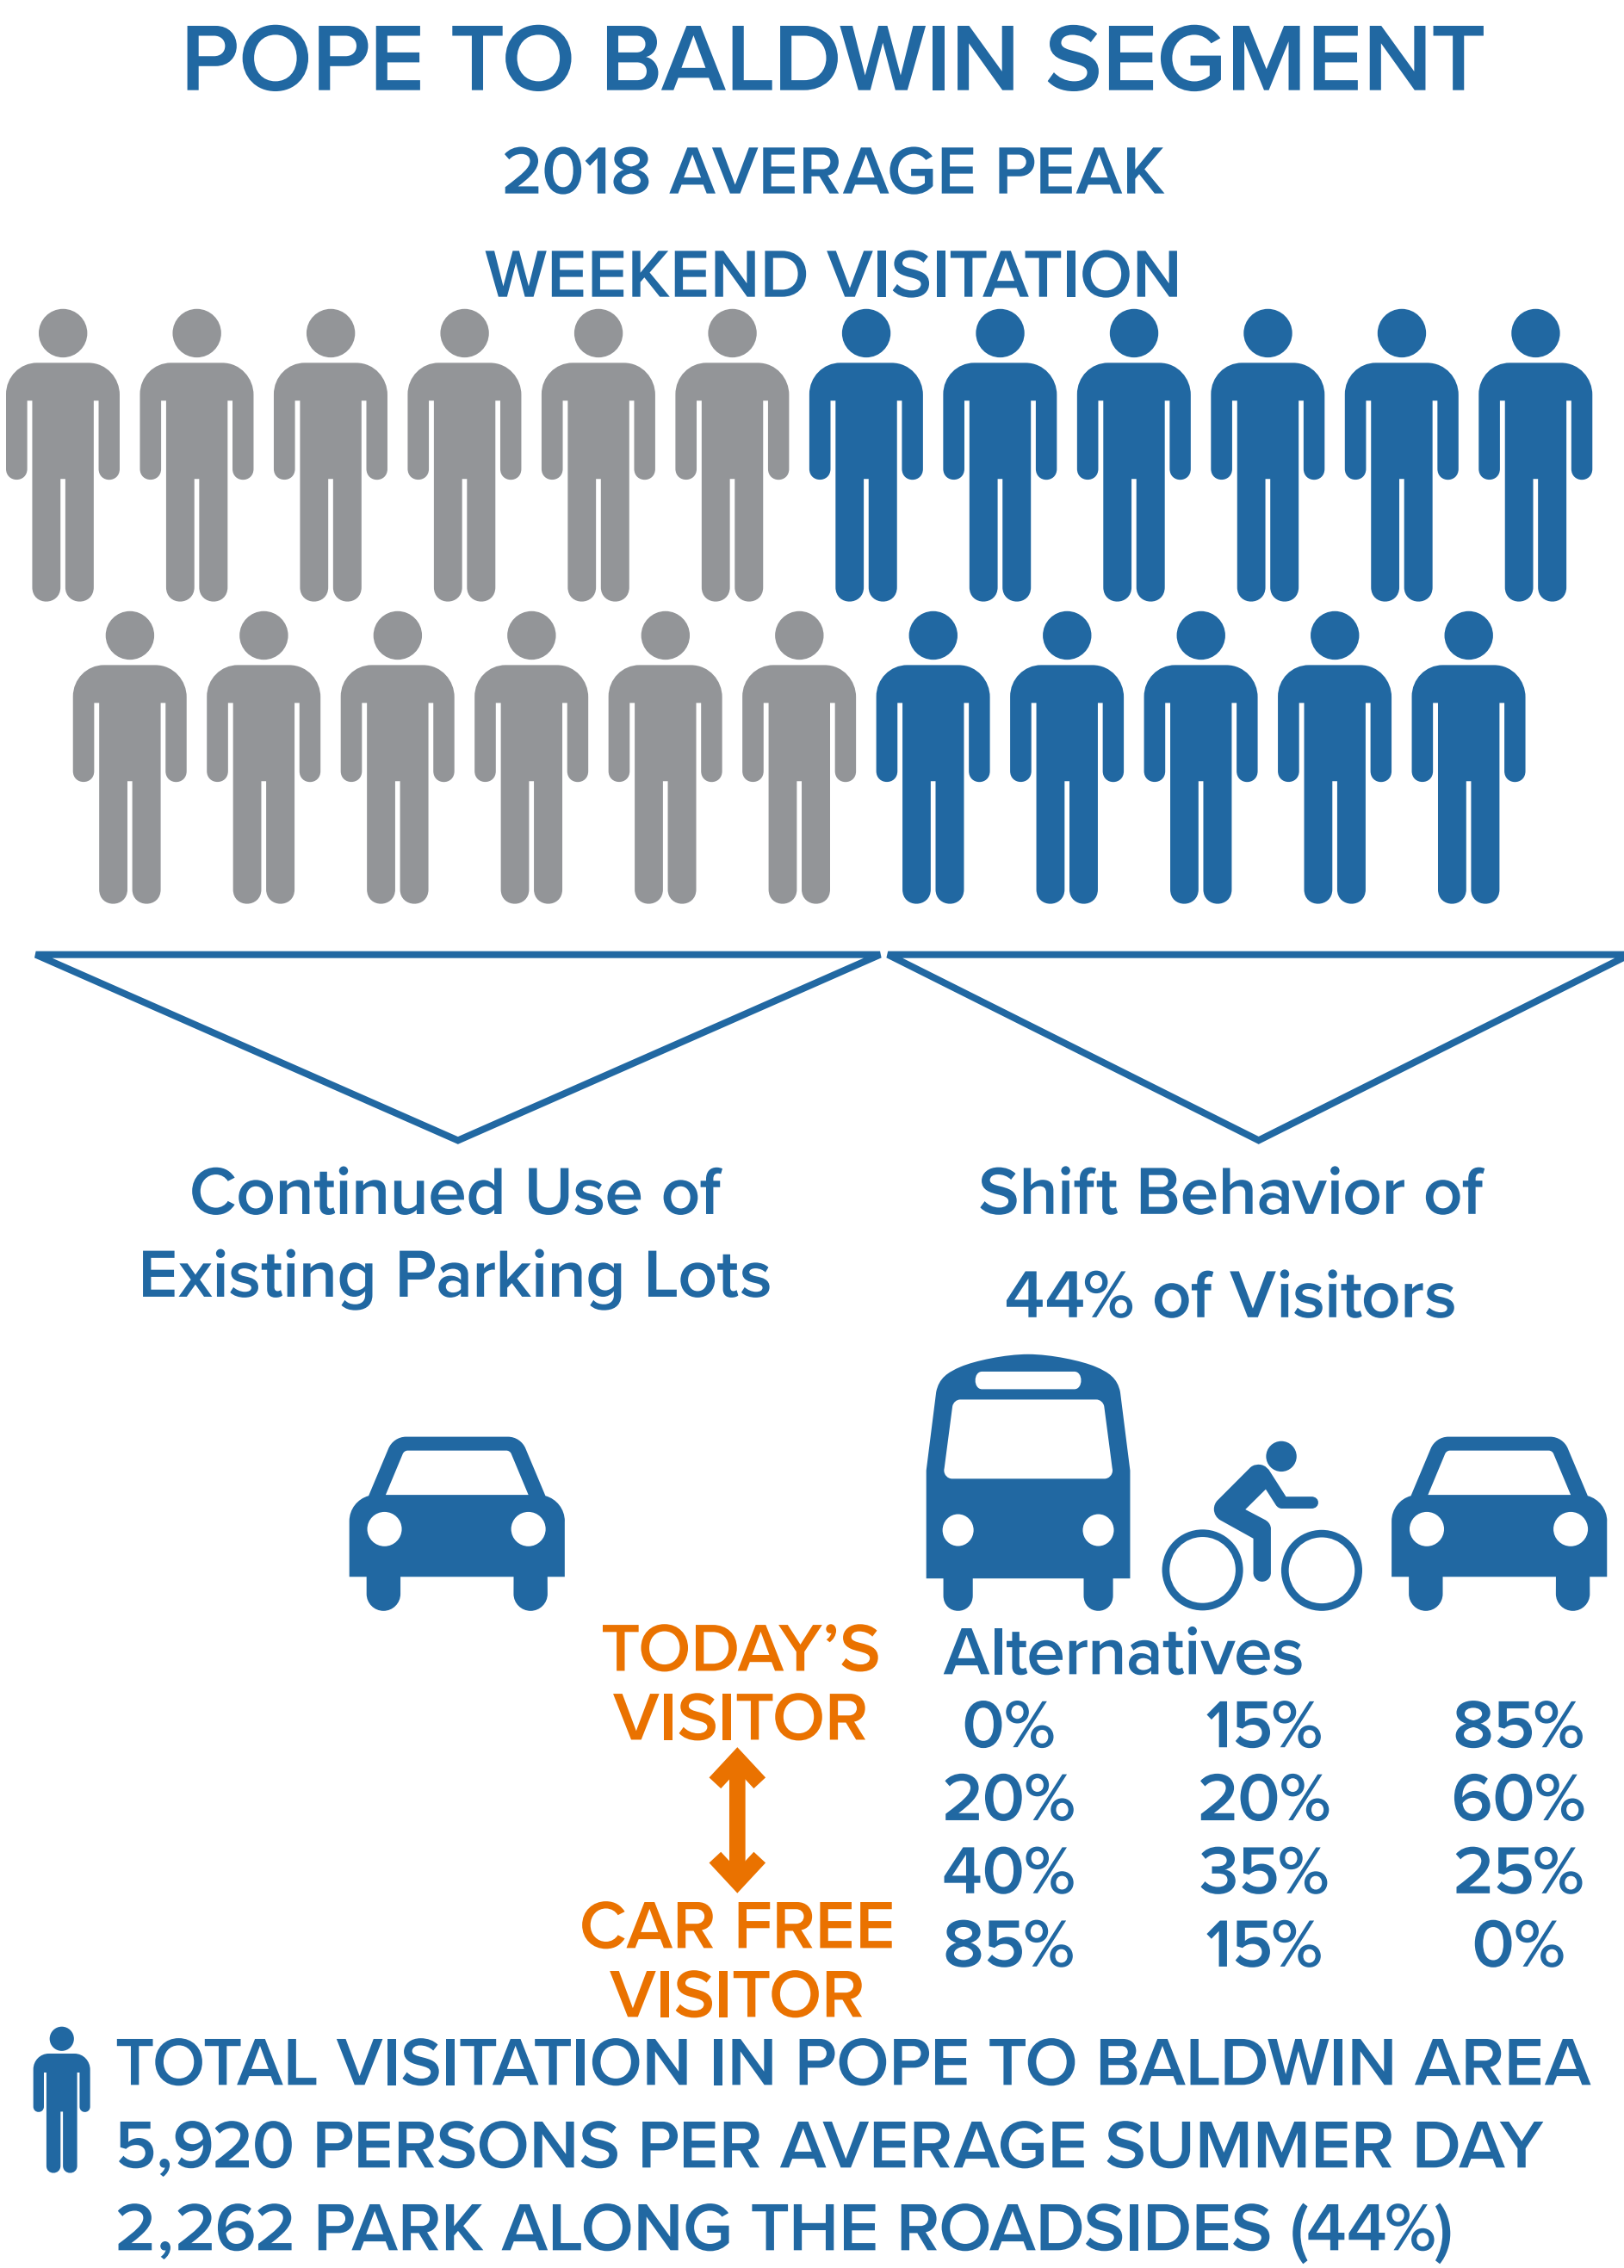 POPE TO BALDWIN SEGMENT
2018 AVERAGE PEAK
WEEKEND VISITATION
Continued Use of
Existing Parking Lots
Shift Behavior of
44% of Visitors
TODAY'S
VISITOR
CAR FREE
VISITOR
Alternatives
0% 15% 85%
20% 20% 60%
40% 35% 25%
85% 15% 0%
TOTAL VISITATION IN POPE TO BALDWIN AREA
5,920 PERSONS PER AVERAGE SUMMER DAY
2,262 PARK ALONG THE ROADSIDES (44%)